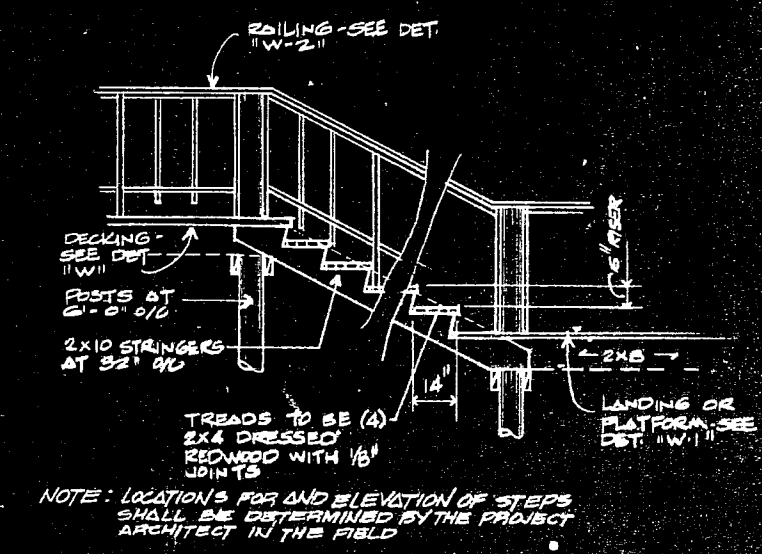 RAILING-SEE DET.
"W-2"
DECKING-
SEE DET
"W"
POSTS AT
6'-0" O/C
2X10 STRINGERS
AT 32" O/C
6" RISER
2X8
14"
TREADS TO BE (4)
2X4 DRESSED
REDWOOD WITH 1/8"
JOINTS
LANDING OR
PLATFORM-SEE
DET. "W-1"
NOTE: LOCATIONS FOR AND ELEVATION OF STEPS
SHALL BE DETERMINED BY THE PROJECT
ARCHITECT IN THE FIELD